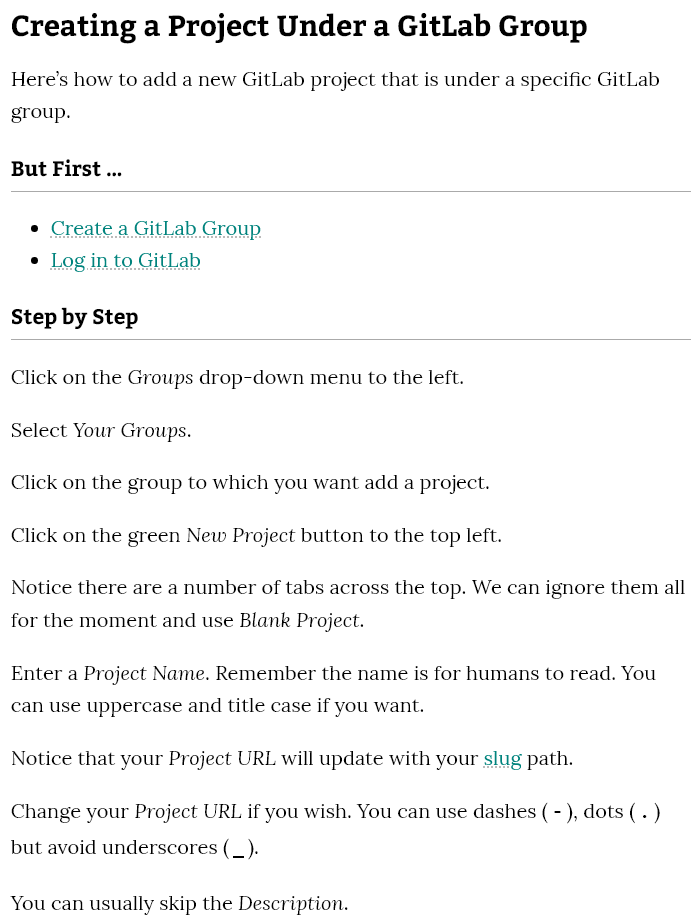 Creating a Project Under a GitLab Group
Here’s how to add a new GitLab project that is under a specific GitLab
group.
But First …
• Create a GitLab Group
• Log in to GitLab
Step by Step
Click on the Groups drop-down menu to the left.
Select Your Groups.
Click on the group to which you want add a project.
Click on the green New Project button to the top left.
Notice there are a number of tabs across the top. We can ignore them all
for the moment and use Blank Project.
Enter a Project Name. Remember the name is for humans to read. You
can use uppercase and title case if you want.
Notice that your Project URL will update with your slug path.
Change your Project URL if you wish. You can use dashes ( - ), dots ( . )
but avoid underscores ( _ ).
You can usually skip the Description.